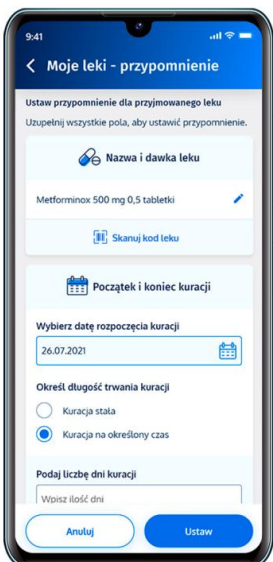 9:41
Moje leki - przypomnienie
Ustaw przypomnienie dla przyjmowanego leku
Uzupełnij wszystkie pola, aby ustawić przypomnienie.
Nazwa i dawka leku
Metforminox 500 mg 0,5 tabletki
Skanuj kod leku
Początek i koniec kuracji
Wybierz datę rozpoczęcia kuracji
26.07.2021
Określ długość trwania kuracji
Kuracja stała
Kuracja na określony czas
Podaj liczbę dni kuracji
Wpisz ilość dni
Anuluj Ustaw